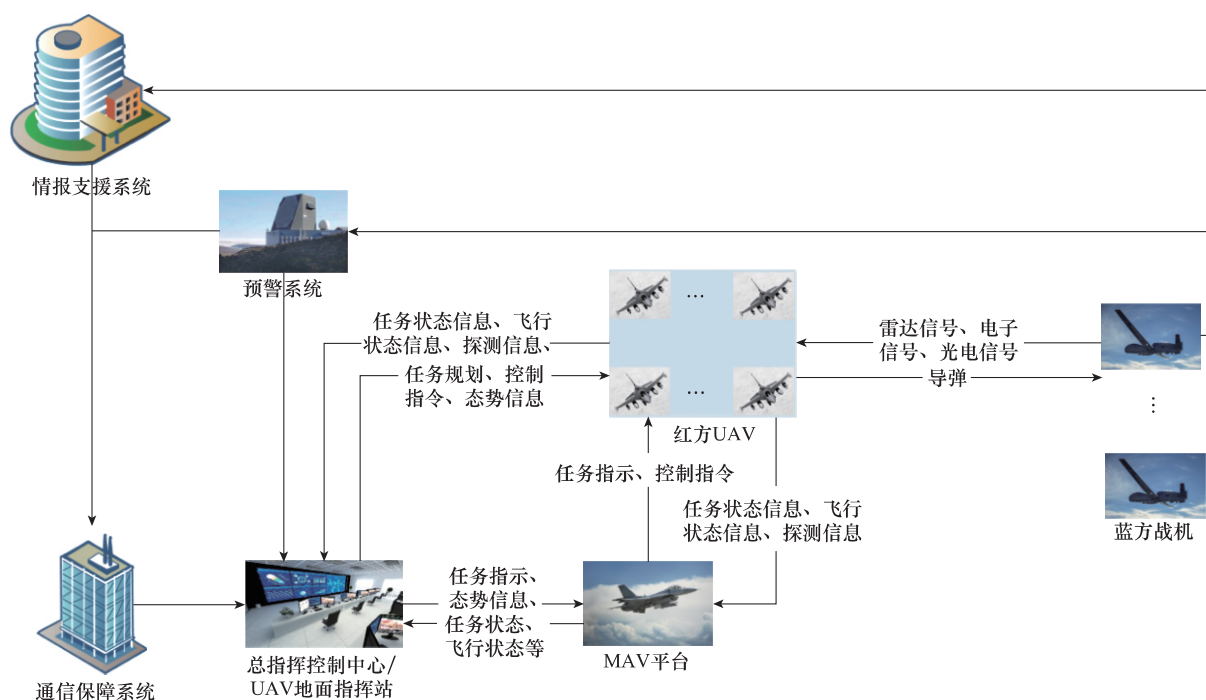 情报支援系统
预警系统
任务状态信息、飞行
状态信息、探测信息、
任务规划、控制
指令、态势信息
…
…
红方UAV
雷达信号、电子
信号、光电信号
导弹
⋮
蓝方战机
任务指示、控制指令
任务状态信息、飞行
状态信息、探测信息
任务指示、
态势信息、
任务状态、
飞行状态等
MAV平台
总指挥控制中心/
UAV地面指挥站
通信保障系统